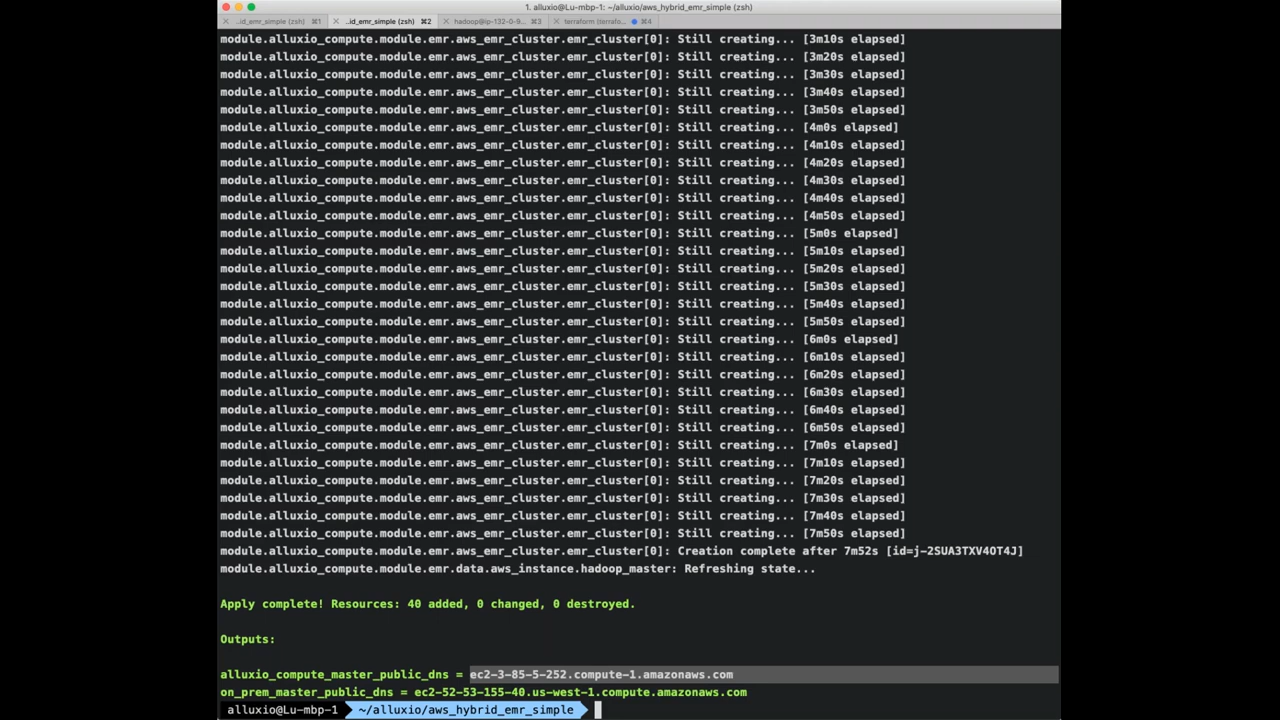 1. alluxio@Lu-mbp-1: ~/alluxio/aws_hybrid_emr_simple (zsh)
..id_emr_simple (zsh) ⌘1 ..id_emr_simple (zsh) ⌘2 hadoop@ip-132-0-9... ⌘3 terraform (terrafo... ⌘4
module.alluxio_compute.module.emr.aws_emr_cluster.emr_cluster[0]: Still creating... [3m10s elapsed]
module.alluxio_compute.module.emr.aws_emr_cluster.emr_cluster[0]: Still creating... [3m20s elapsed]
module.alluxio_compute.module.emr.aws_emr_cluster.emr_cluster[0]: Still creating... [3m30s elapsed]
module.alluxio_compute.module.emr.aws_emr_cluster.emr_cluster[0]: Still creating... [3m40s elapsed]
module.alluxio_compute.module.emr.aws_emr_cluster.emr_cluster[0]: Still creating... [3m50s elapsed]
module.alluxio_compute.module.emr.aws_emr_cluster.emr_cluster[0]: Still creating... [4m0s elapsed]
module.alluxio_compute.module.emr.aws_emr_cluster.emr_cluster[0]: Still creating... [4m10s elapsed]
module.alluxio_compute.module.emr.aws_emr_cluster.emr_cluster[0]: Still creating... [4m20s elapsed]
module.alluxio_compute.module.emr.aws_emr_cluster.emr_cluster[0]: Still creating... [4m30s elapsed]
module.alluxio_compute.module.emr.aws_emr_cluster.emr_cluster[0]: Still creating... [4m40s elapsed]
module.alluxio_compute.module.emr.aws_emr_cluster.emr_cluster[0]: Still creating... [4m50s elapsed]
module.alluxio_compute.module.emr.aws_emr_cluster.emr_cluster[0]: Still creating... [5m0s elapsed]
module.alluxio_compute.module.emr.aws_emr_cluster.emr_cluster[0]: Still creating... [5m10s elapsed]
module.alluxio_compute.module.emr.aws_emr_cluster.emr_cluster[0]: Still creating... [5m20s elapsed]
module.alluxio_compute.module.emr.aws_emr_cluster.emr_cluster[0]: Still creating... [5m30s elapsed]
module.alluxio_compute.module.emr.aws_emr_cluster.emr_cluster[0]: Still creating... [5m40s elapsed]
module.alluxio_compute.module.emr.aws_emr_cluster.emr_cluster[0]: Still creating... [5m50s elapsed]
module.alluxio_compute.module.emr.aws_emr_cluster.emr_cluster[0]: Still creating... [6m0s elapsed]
module.alluxio_compute.module.emr.aws_emr_cluster.emr_cluster[0]: Still creating... [6m10s elapsed]
module.alluxio_compute.module.emr.aws_emr_cluster.emr_cluster[0]: Still creating... [6m20s elapsed]
module.alluxio_compute.module.emr.aws_emr_cluster.emr_cluster[0]: Still creating... [6m30s elapsed]
module.alluxio_compute.module.emr.aws_emr_cluster.emr_cluster[0]: Still creating... [6m40s elapsed]
module.alluxio_compute.module.emr.aws_emr_cluster.emr_cluster[0]: Still creating... [6m50s elapsed]
module.alluxio_compute.module.emr.aws_emr_cluster.emr_cluster[0]: Still creating... [7m0s elapsed]
module.alluxio_compute.module.emr.aws_emr_cluster.emr_cluster[0]: Still creating... [7m10s elapsed]
module.alluxio_compute.module.emr.aws_emr_cluster.emr_cluster[0]: Still creating... [7m20s elapsed]
module.alluxio_compute.module.emr.aws_emr_cluster.emr_cluster[0]: Still creating... [7m30s elapsed]
module.alluxio_compute.module.emr.aws_emr_cluster.emr_cluster[0]: Still creating... [7m40s elapsed]
module.alluxio_compute.module.emr.aws_emr_cluster.emr_cluster[0]: Still creating... [7m50s elapsed]
module.alluxio_compute.module.emr.aws_emr_cluster.emr_cluster[0]: Creation complete after 7m52s [id=j-2SUA3TXV4OT4J]
module.alluxio_compute.module.emr.data.aws_instance.hadoop_master: Refreshing state...
Apply complete! Resources: 40 added, 0 changed, 0 destroyed.
Outputs:
alluxio_compute_master_public_dns = ec2-3-85-5-252.compute-1.amazonaws.com
on_prem_master_public_dns = ec2-52-53-155-40.us-west-1.compute.amazonaws.com
alluxio@Lu-mbp-1 ~/alluxio/aws_hybrid_emr_simple